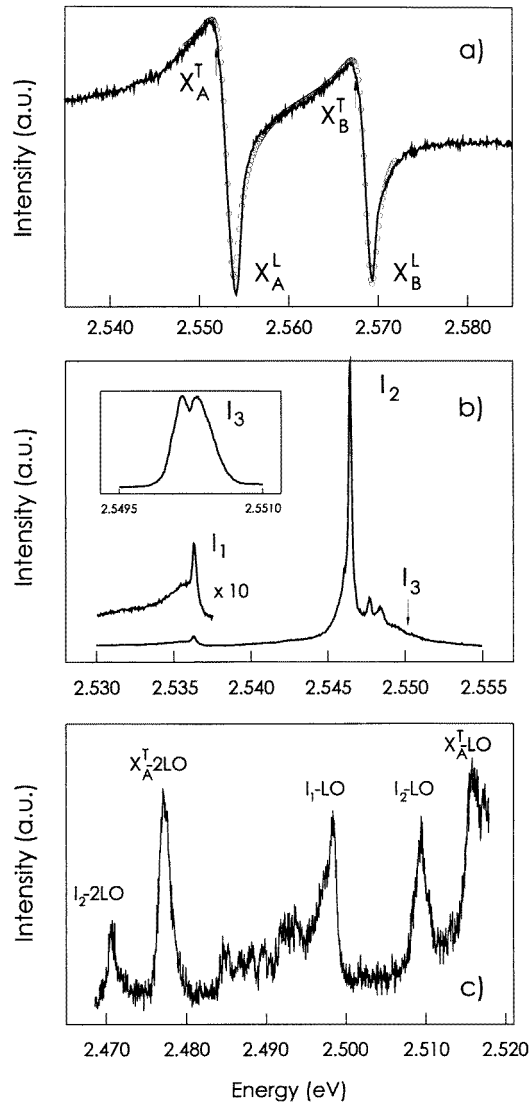 a)
X_A^T
X_B^T
X_A^L
X_B^L
Intensity (a.u.)
2.540 2.550 2.560 2.570 2.580
b)
I_2
I_3
2.5495 2.5510
I_1
x 10
I_3
Intensity (a.u.)
2.530 2.535 2.540 2.545 2.550 2.555
X_A^T-LO
X_A^T-2LO
I_1-LO
I_2-LO
I_2-2LO
Intensity (a.u.)
c)
2.470 2.480 2.490 2.500 2.510 2.520
Energy (eV)